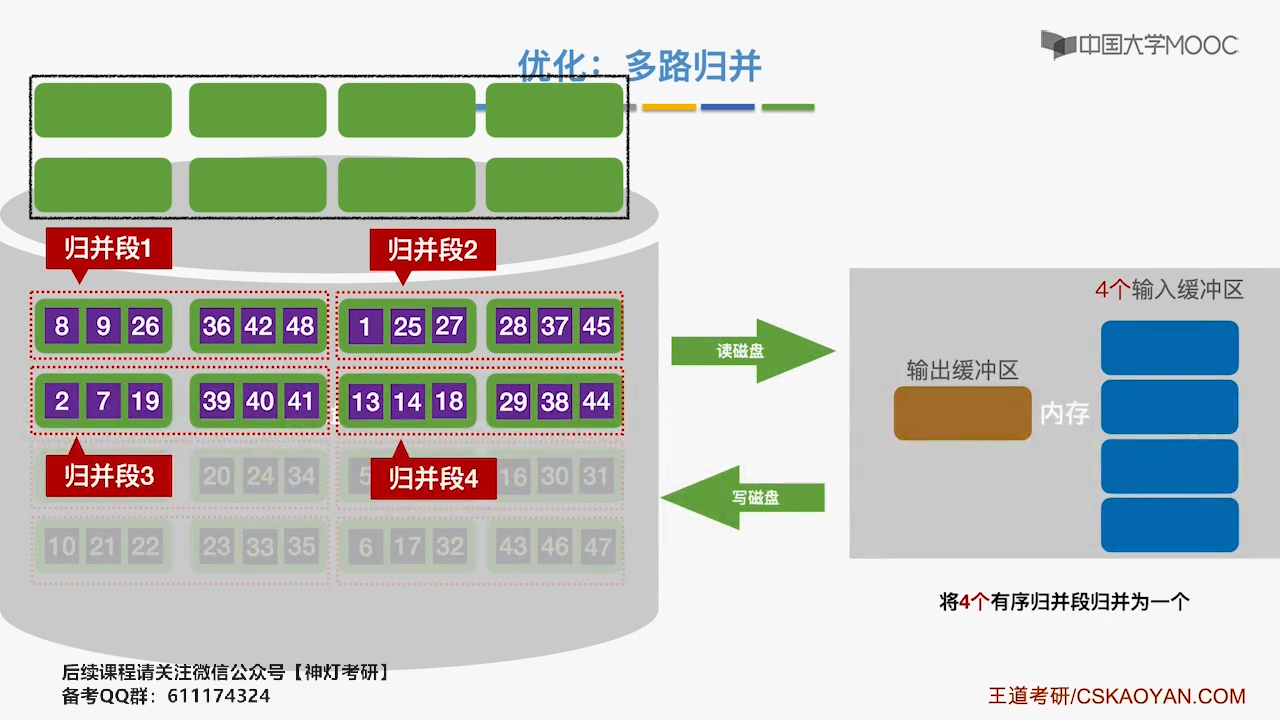 中国大学MOOC
优化：多路归并
归并段1
归并段2
8 9 26 36 42 48 1 25 27 28 37 45
2 7 19 39 40 41 13 14 18 29 38 44
归并段3
归并段4
20 24 34 5 16 30 31
10 21 22 23 33 35 6 17 32 43 46 47
读磁盘
写磁盘
4个输入缓冲区
输出缓冲区
内存
将4个有序归并段归并为一个
后续课程请关注微信公众号【神灯考研】
备考QQ群：611174324
王道考研/CSKAOYAN.COM